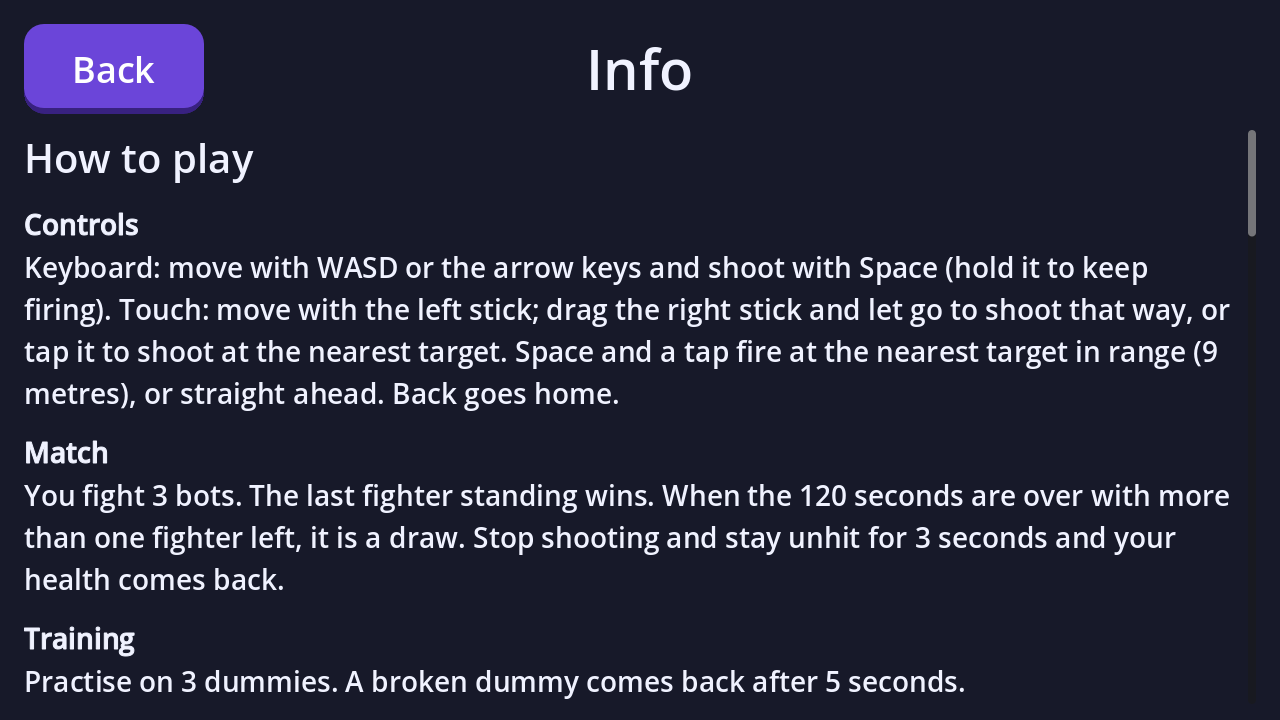 Back
Info
How to play
Controls
Keyboard: move with WASD or the arrow keys and shoot with Space (hold it to keep
firing). Touch: move with the left stick; drag the right stick and let go to shoot that way, or
tap it to shoot at the nearest target. Space and a tap fire at the nearest target in range (9
metres), or straight ahead. Back goes home.
Match
You fight 3 bots. The last fighter standing wins. When the 120 seconds are over with more
than one fighter left, it is a draw. Stop shooting and stay unhit for 3 seconds and your
health comes back.
Training
Practise on 3 dummies. A broken dummy comes back after 5 seconds.